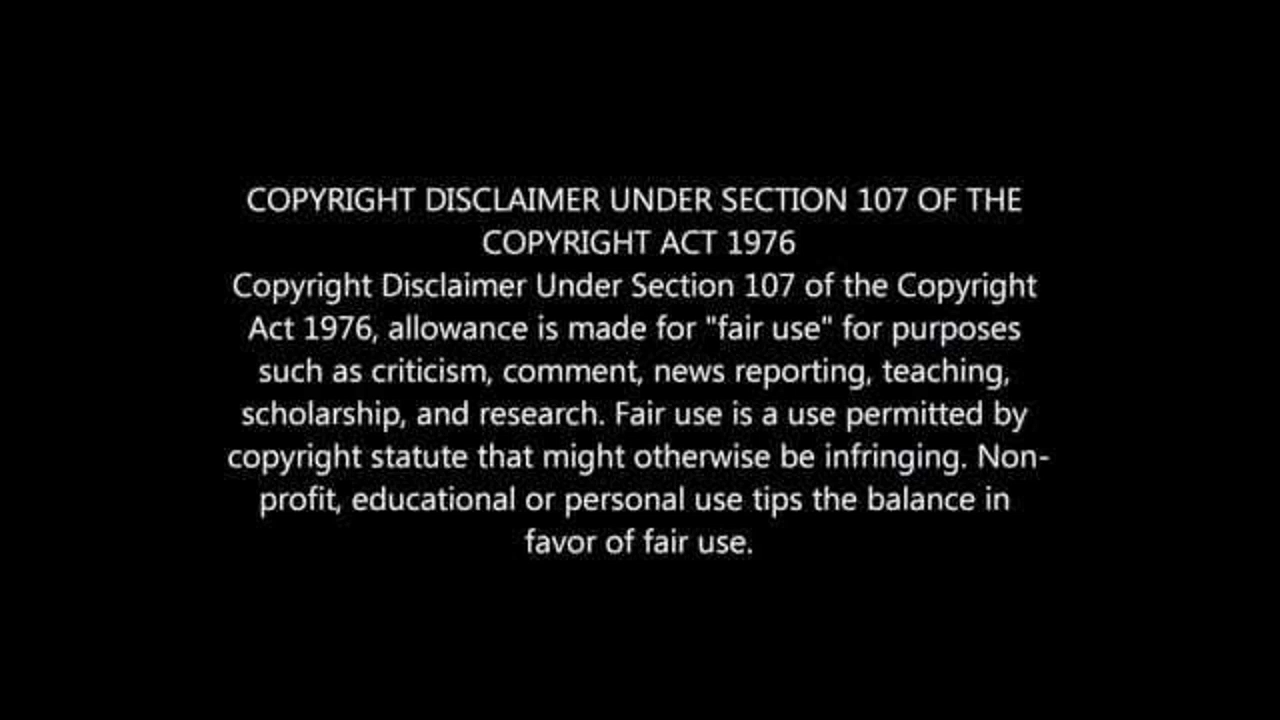 COPYRIGHT DISCLAIMER UNDER SECTION 107 OF THE
COPYRIGHT ACT 1976
Copyright Disclaimer Under Section 107 of the Copyright
Act 1976, allowance is made for "fair use" for purposes
such as criticism, comment, news reporting, teaching,
scholarship, and research. Fair use is a use permitted by
copyright statute that might otherwise be infringing. Non-
profit, educational or personal use tips the balance in
favor of fair use.